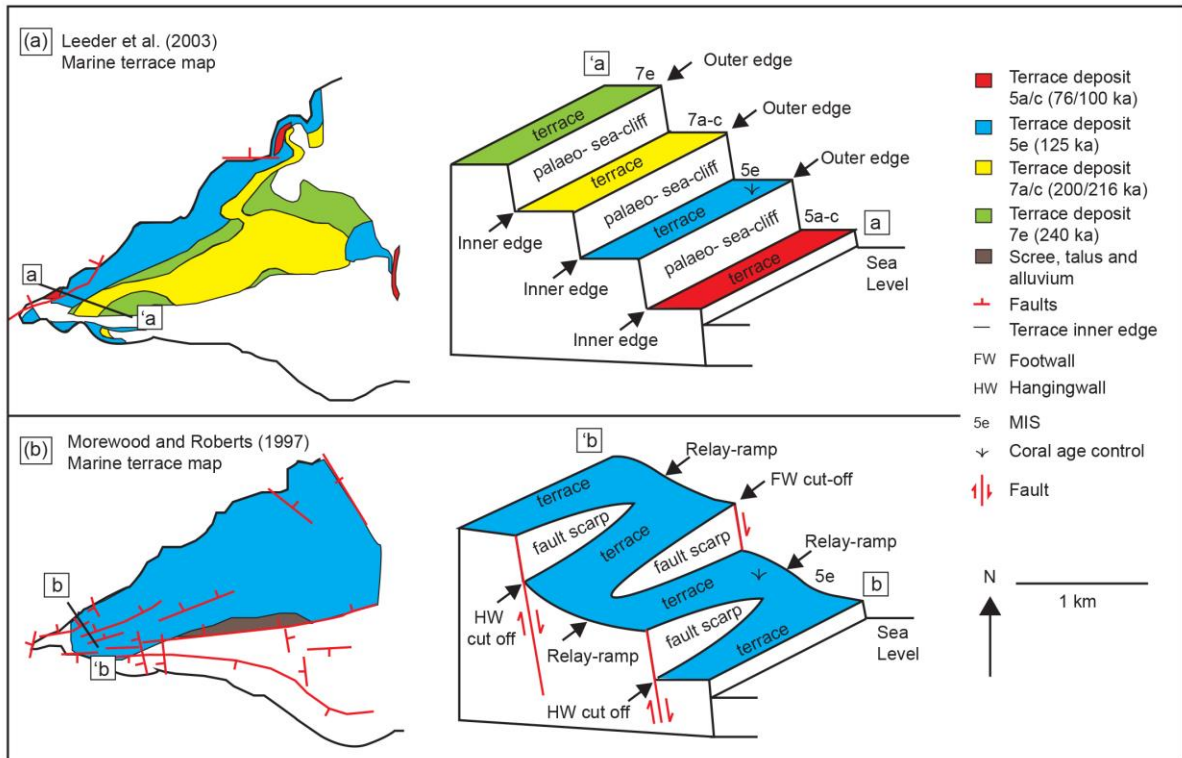 (a) Leeder et al. (2003)
Marine terrace map
a
'a
'a
7e
Outer edge
terrace
palaeo- sea-cliff
7a-c
Outer edge
terrace
palaeo- sea-cliff
5e
Outer edge
Inner edge
terrace
palaeo- sea-cliff
5a-c
a
Inner edge
terrace
Sea
Level
Inner edge
(b) Morewood and Roberts (1997)
Marine terrace map
b
'b
'b
Relay-ramp
terrace
FW cut-off
fault scarp
terrace
fault scarp
Relay-ramp
5e
b
HW
cut off
terrace
Relay-ramp
fault scarp
terrace
Sea
Level
HW cut off
Terrace deposit
5a/c (76/100 ka)
Terrace deposit
5e (125 ka)
Terrace deposit
7a/c (200/216 ka)
Terrace deposit
7e (240 ka)
Scree, talus and
alluvium
Faults
Terrace inner edge
FW Footwall
HW Hangingwall
5e MIS
Coral age control
Fault
N
1 km